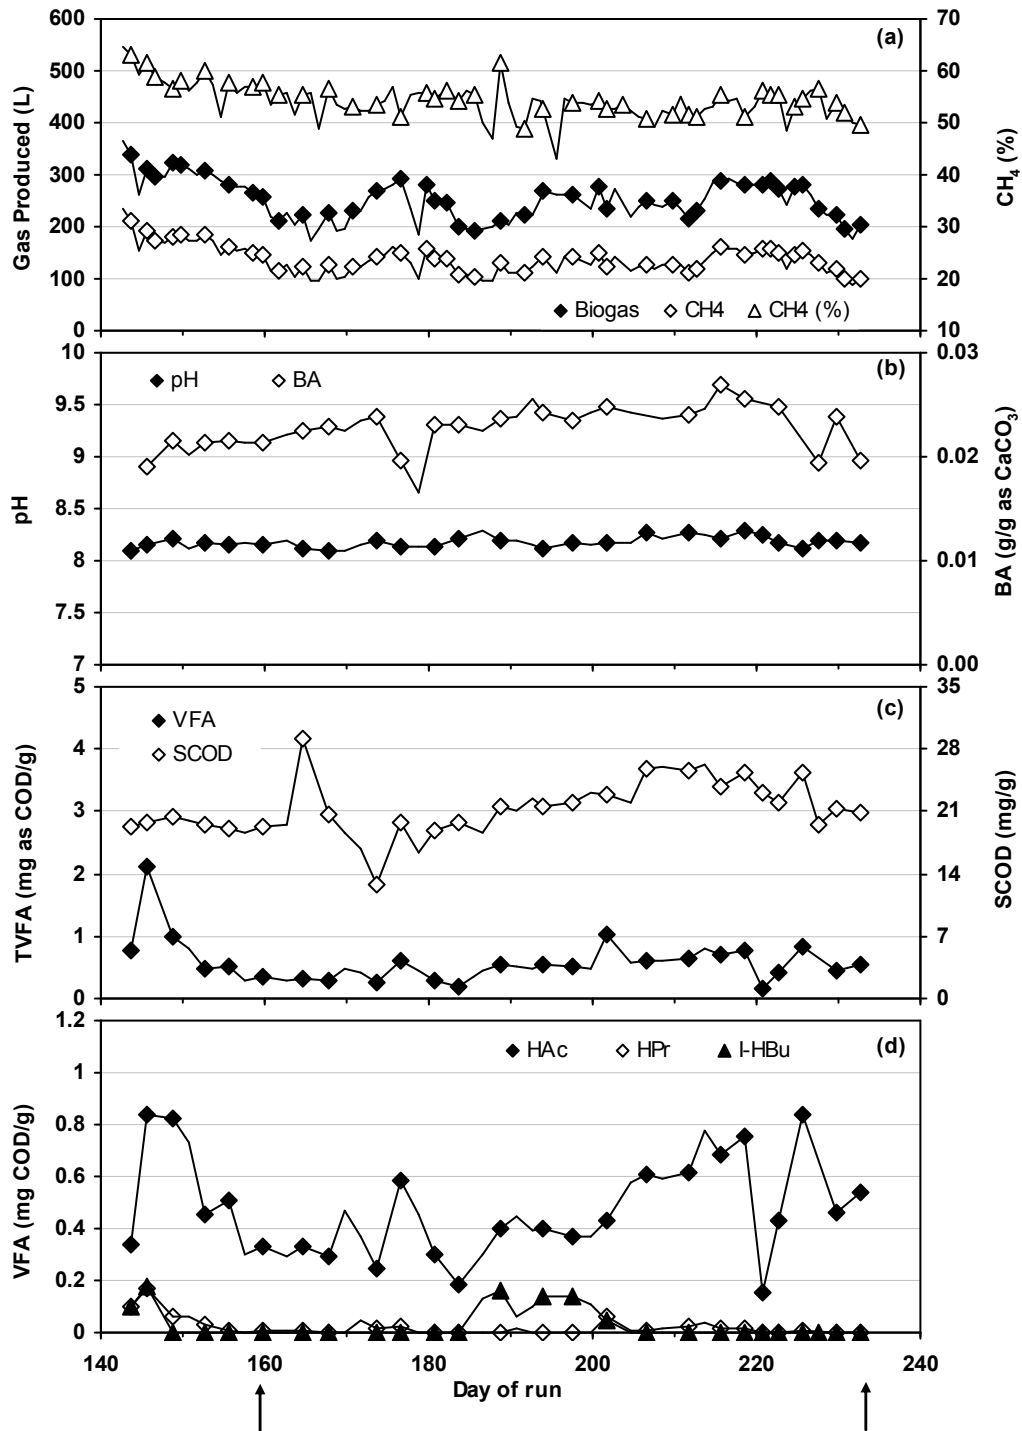 (a)
Gas Produced (L)
600
500
400
300
200
100
0
CH₄ (%)
70
60
50
40
30
20
10
Biogas CH4 CH4 (%)
(b)
pH BA
pH
10
9.5
9
8.5
8
7.5
7
BA (g/g as CaCO₃)
0.03
0.02
0.01
0.00
(c)
VFA
SCOD
TVFA (mg as COD/g)
5
4
3
2
1
0
SCOD (mg/g)
35
28
21
14
7
0
(d)
HAc HPr I-HBu
VFA (mg COD/g)
1.2
1
0.8
0.6
0.4
0.2
0
140 160 180 200 220 240
Day of run